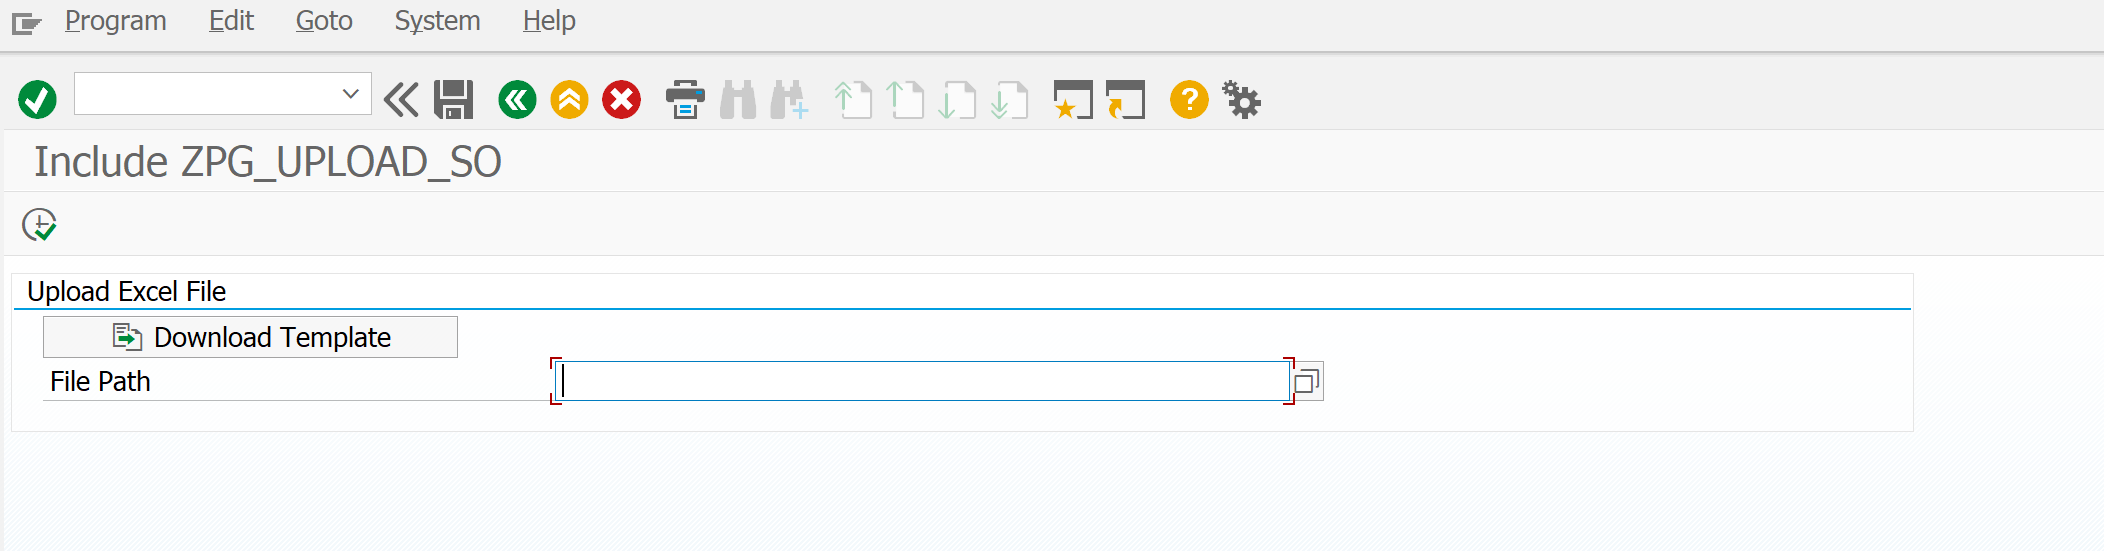 Program Edit Goto System Help
Include ZPG_UPLOAD_SO
Upload Excel File
Download Template
File Path